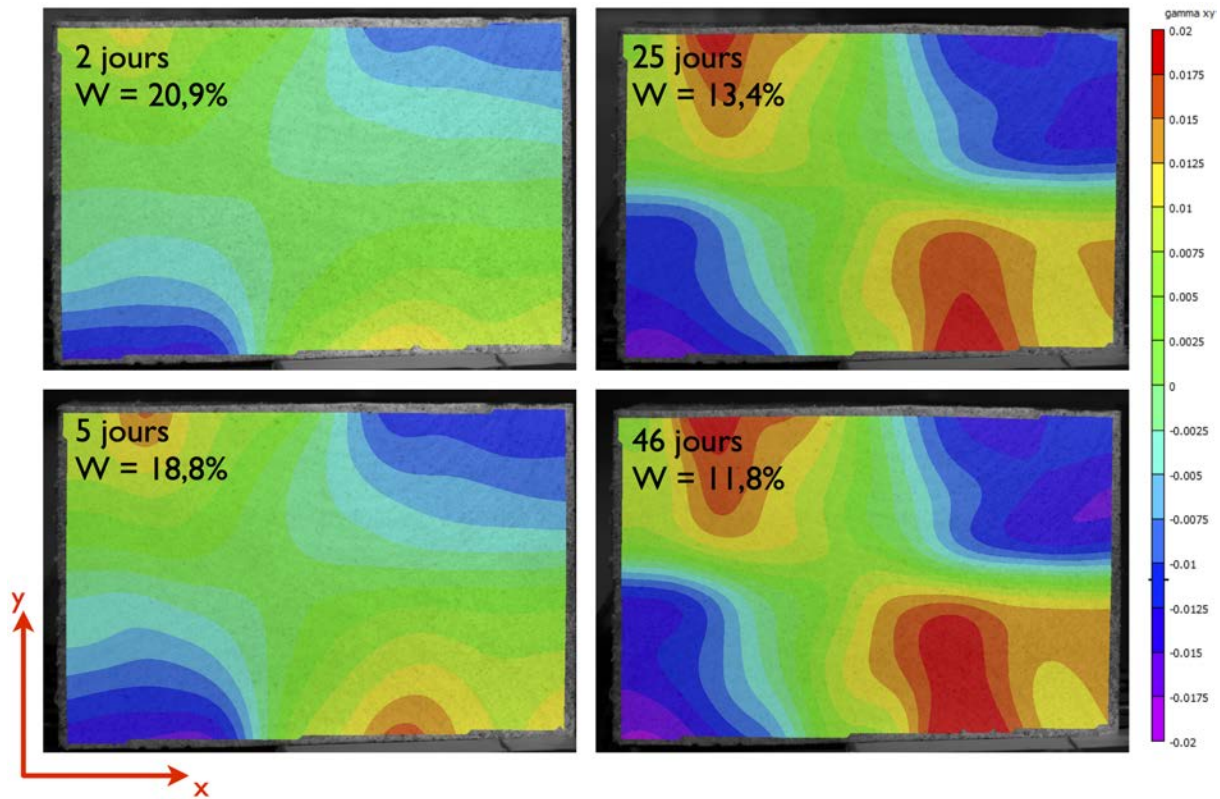 2 jours
W = 20,9%
25 jours
W = 13,4%
5 jours
W = 18,8%
46 jours
W = 11,8%
y
x
gamma xy
0.02
0.0175
0.015
0.0125
0.01
0.0075
0.005
0.0025
0
-0.0025
-0.005
-0.0075
-0.01
-0.0125
-0.015
-0.0175
-0.02